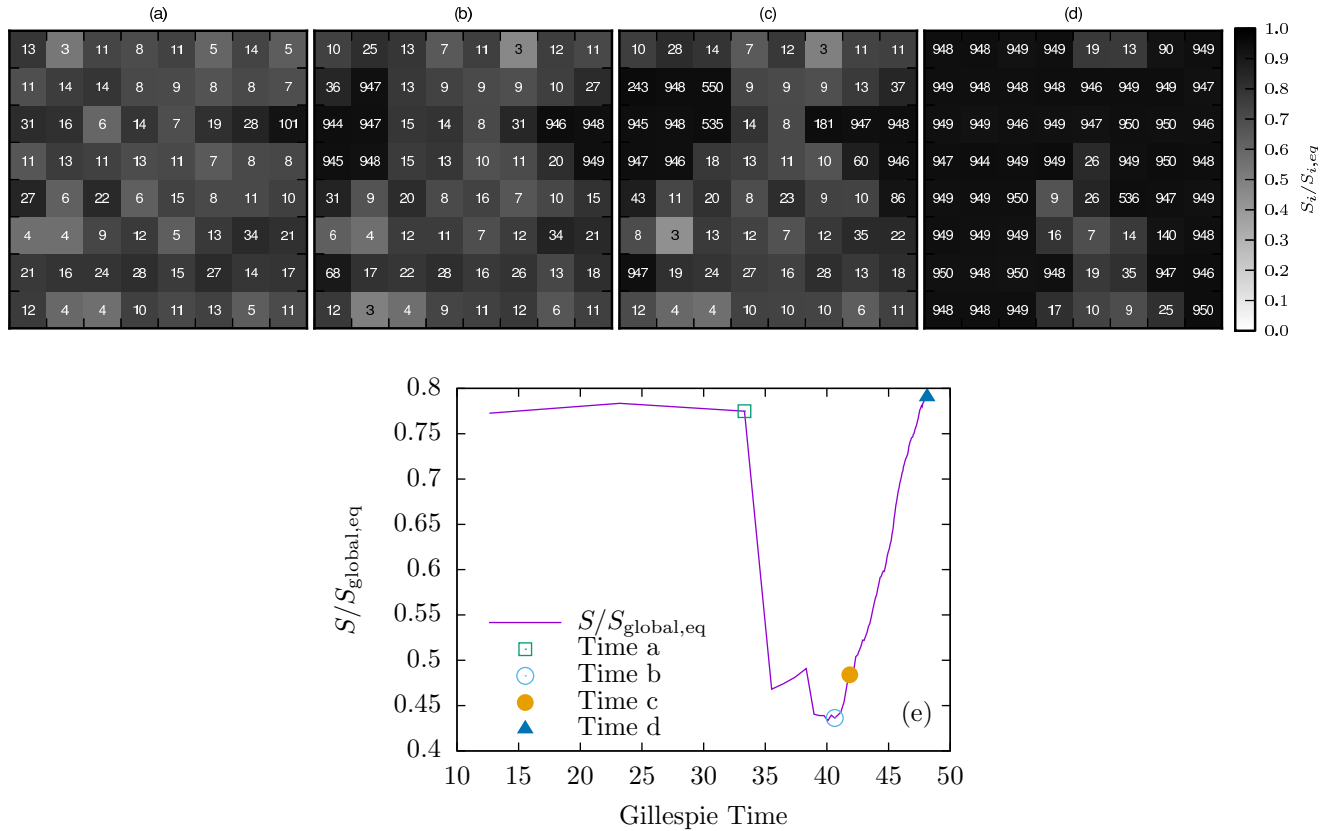 (a) (b) (c) (d)
13 3 11 8 11 5 14 5 10 25 13 7 11 3 12 11 10 28 14 7 12 3 11 11 948 948 949 949 19 13 90 949 1.0
0.9
11 14 14 8 9 8 8 7 36 947 13 9 9 9 10 27 243 948 550 9 9 9 13 37 949 948 948 948 946 949 949 947 0.8
31 16 6 14 7 19 28 101 944 947 15 14 8 31 946 948 945 948 535 14 8 181 947 948 949 949 946 949 947 950 950 946 0.7
0.6
11 13 11 13 11 7 8 8 945 948 15 13 10 11 20 949 947 946 18 13 11 10 60 946 947 944 949 949 26 949 950 948 0.5
27 6 22 6 15 8 11 10 31 9 20 8 16 7 10 15 43 11 20 8 23 9 10 86 949 949 950 9 26 536 947 949 0.4
4 4 9 12 5 13 34 21 6 4 12 11 7 12 34 21 8 3 13 12 7 12 35 22 949 949 949 16 7 14 140 948 0.3
21 16 24 28 15 27 14 17 68 17 22 28 16 26 13 18 947 19 24 27 16 28 13 18 950 948 950 948 19 35 947 946 0.2
0.1
12 4 4 10 11 13 5 11 12 3 4 9 11 12 6 11 12 4 4 10 10 10 6 11 948 948 949 17 10 9 25 950 0.0
S_i/S_{i,eq}
0.8
0.75
0.7
0.65
0.6
0.55
0.5
0.45
0.4
S/S_{global,eq}
S/S_{global,eq}
Time a
Time b
Time c
Time d
(e)
10 15 20 25 30 35 40 45 50
Gillespie Time